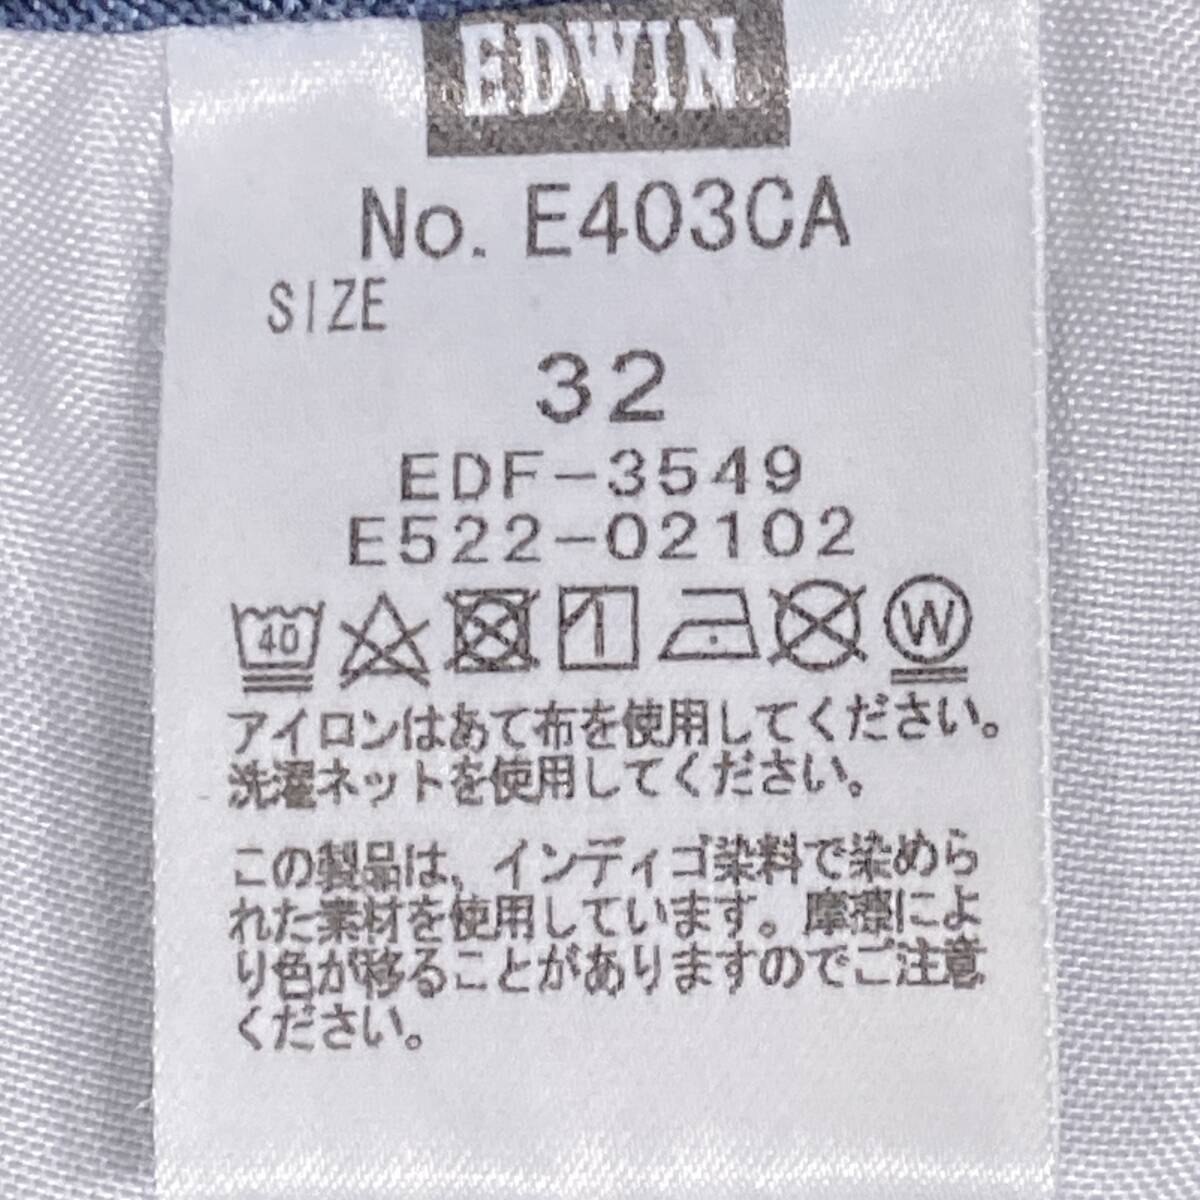 EDWIN
No. E403CA
SIZE
32
EDF-3549
E522-02102
40 1 W
アイロンはあて布を使用してください。
洗濯ネットを使用してください。
この製品は、インディゴ染料で染めら
れた素材を使用しています。摩擦によ
り色が移ることがありますのでご注意
ください。